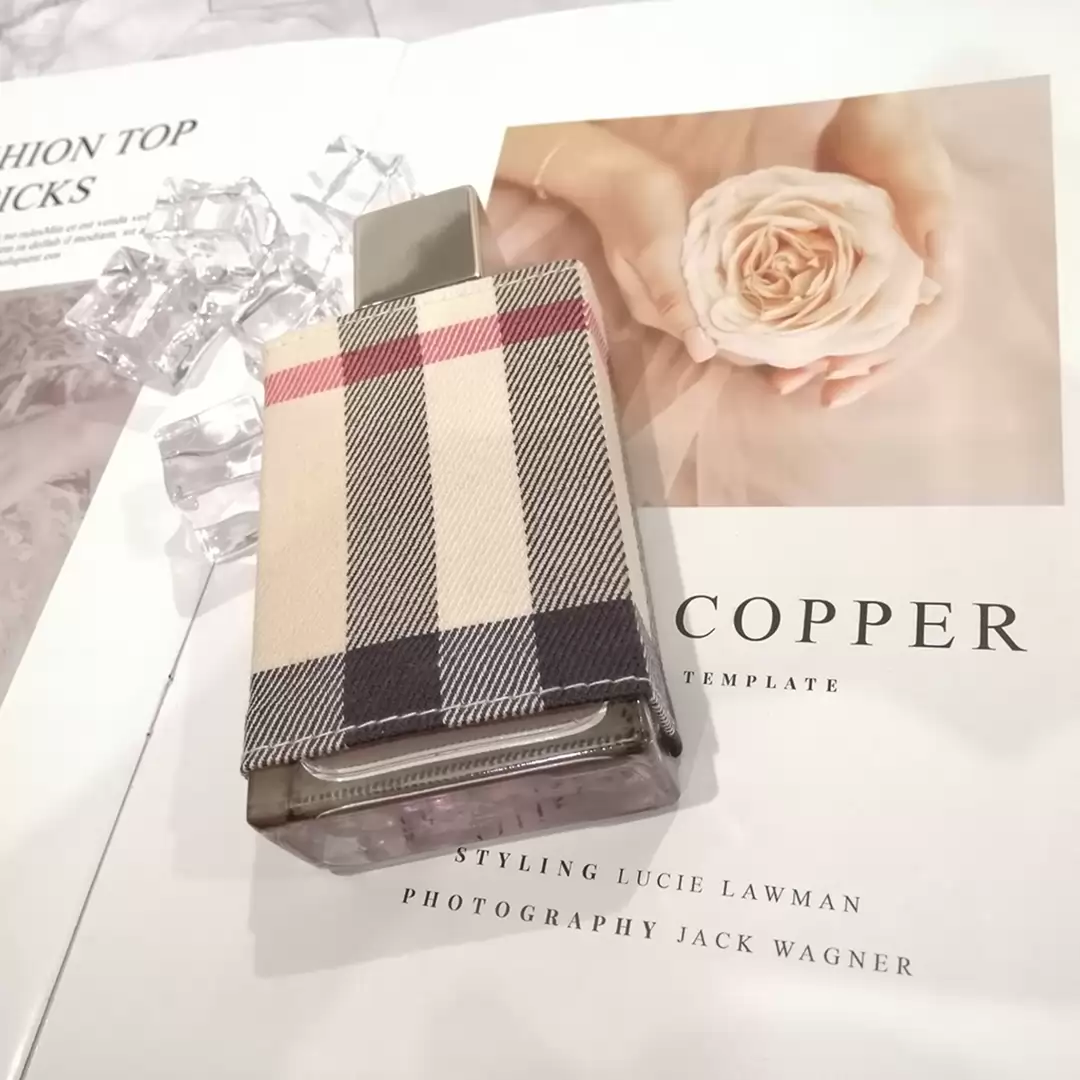 HION TOP
ICKS
COPPER
TEMPLATE
STYLING LUCIE LAWMAN
PHOTOGRAPHY JACK WAGNER